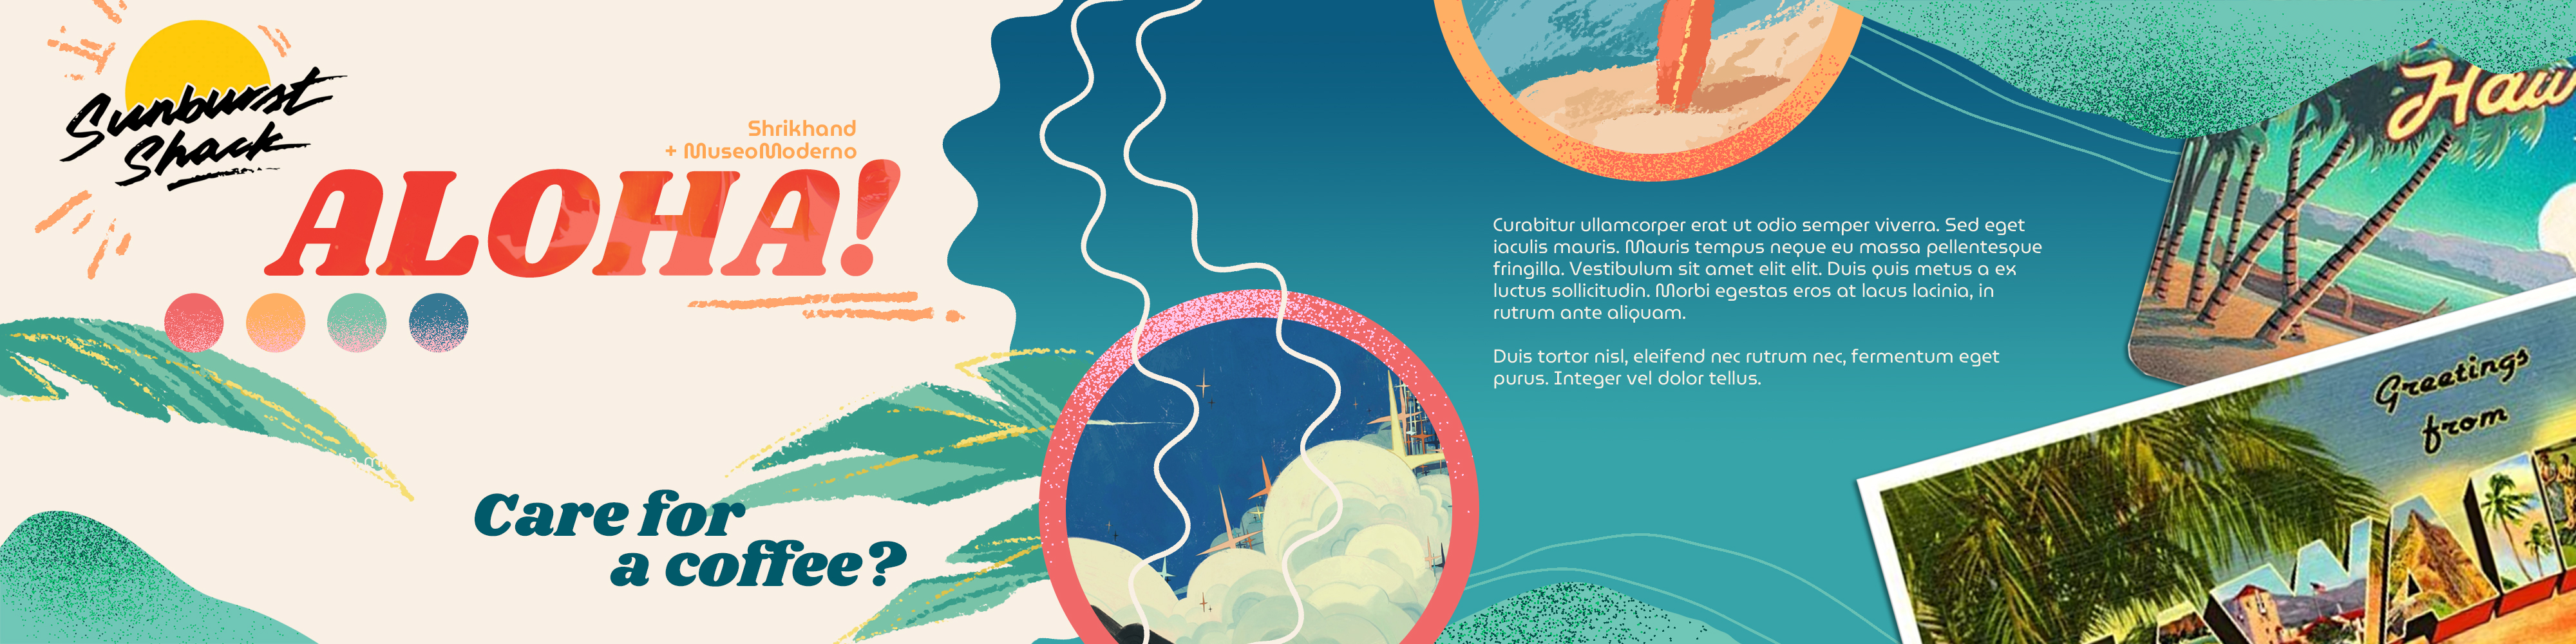 Sunburst
Shack
Shrikhand
+ MuseoModerno
ALOHA!
Care for
a coffee?
Curabitur ullamcorper erat ut odio semper viverra. Sed eget
iaculis mauris. Mauris tempus neque eu massa pellentesque
fringilla. Vestibulum sit amet elit elit. Duis quis metus a ex
luctus sollicitudin. Morbi egestas eros at lacus lacinia, in
rutrum ante aliquam.
Duis tortor nisl, eleifend nec rutrum nec, fermentum eget
purus. Integer vel dolor tellus.
Greetings
from